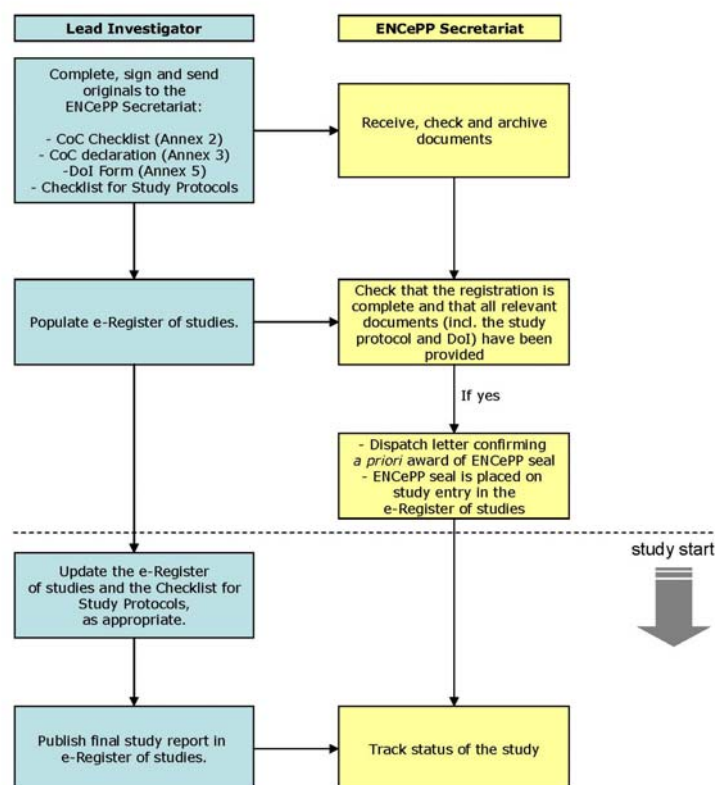 Lead Investigator
ENCePP Secretariat
Complete, sign and send
originals to the
ENCePP Secretariat:
- CoC Checklist (Annex 2)
- CoC declaration (Annex 3)
-DoI Form (Annex 5)
- Checklist for Study Protocols
Receive, check and archive
documents
Populate e-Register of studies.
Check that the registration is
complete and that all relevant
documents (incl. the study
protocol and DoI) have been
provided
If yes
- Dispatch letter confirming
a priori award of ENCePP seal
- ENCePP seal is placed on
study entry in the
e-Register of studies
study start
Update the e-Register
of studies and the Checklist for
Study Protocols,
as appropriate.
Publish final study report in
e-Register of studies.
Track status of the study